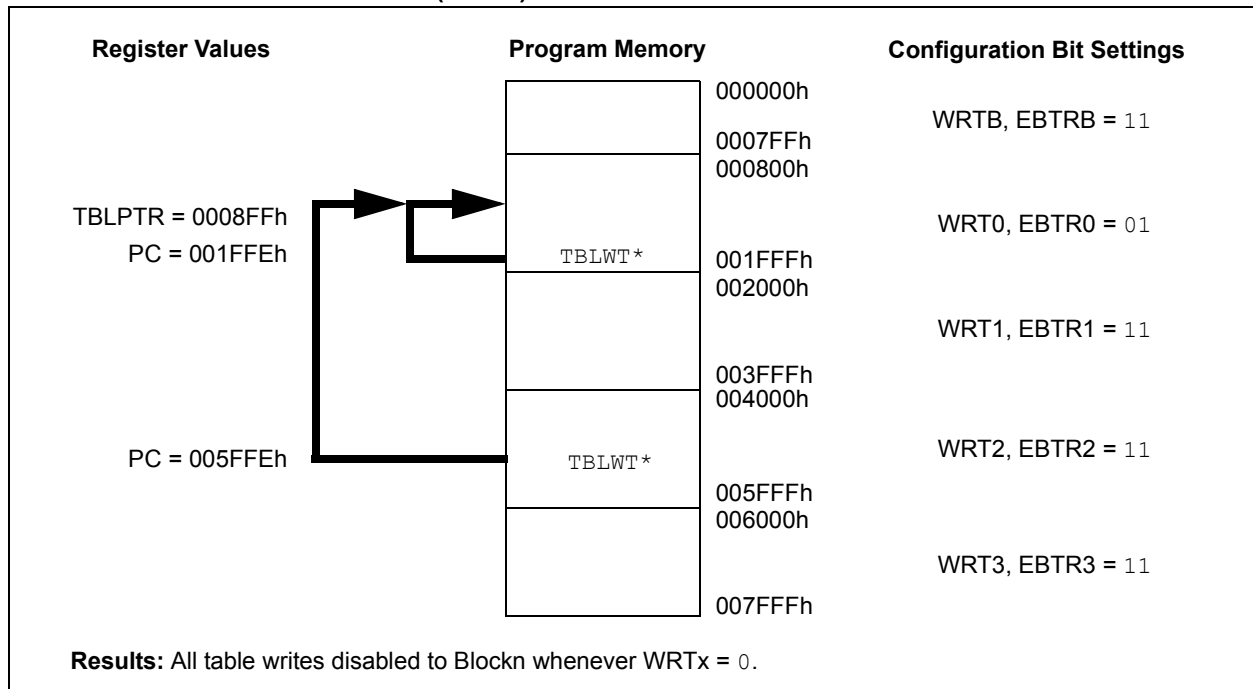 Register Values Program Memory Configuration Bit Settings
000000h
WRTB, EBTRB = 11
0007FFh
000800h
TBLPTR = 0008FFh
WRT0, EBTR0 = 01
PC = 001FFEh
TBLWT*
001FFFh
002000h
WRT1, EBTR1 = 11
003FFFh
004000h
WRT2, EBTR2 = 11
PC = 005FFEh
TBLWT*
005FFFh
006000h
WRT3, EBTR3 = 11
007FFFh
Results: All table writes disabled to Blockn whenever WRTx = 0.